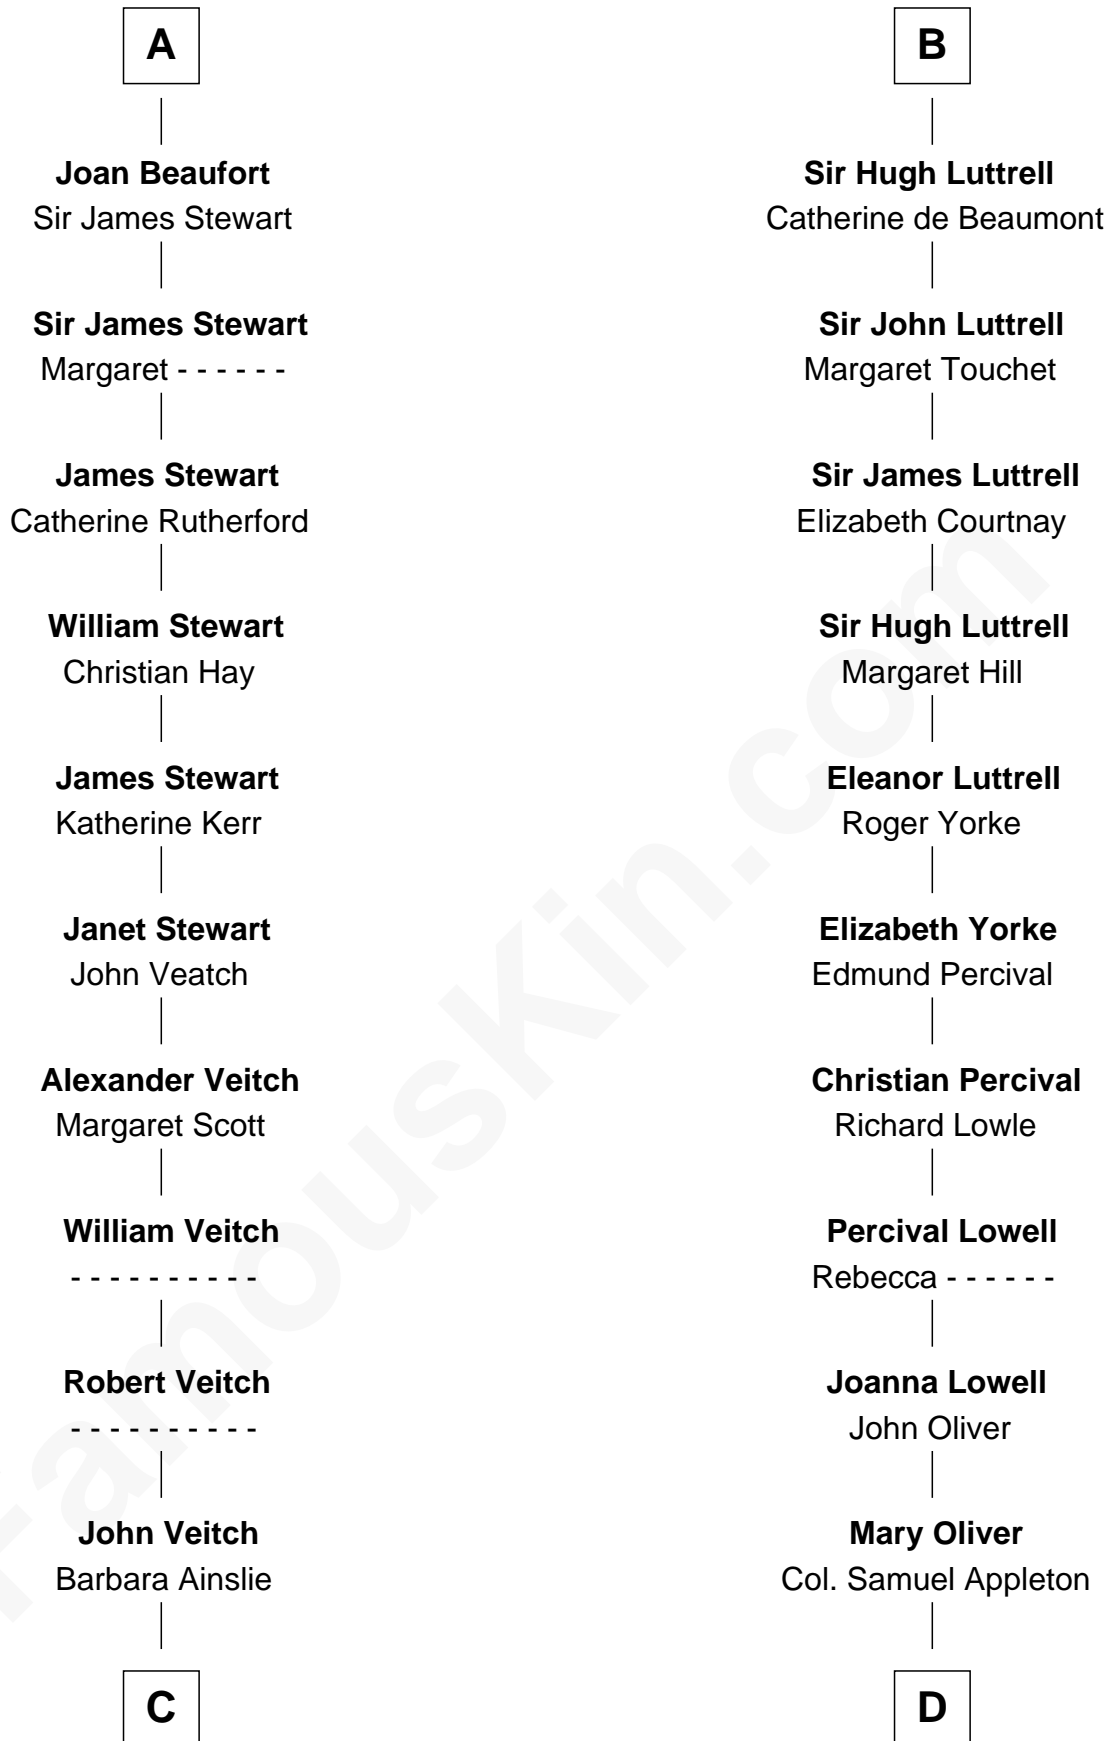 A
Joan Beaufort
Sir James Stewart
Sir James Stewart
Margaret - - - - - -
James Stewart
Catherine Rutherford
William Stewart
Christian Hay
James Stewart
Katherine Kerr
Janet Stewart
John Veatch
Alexander Veitch
Margaret Scott
William Veitch
- - - - - - - - - -
Robert Veitch
- - - - - - - - - -
John Veitch
Barbara Ainslie
C
B
Sir Hugh Luttrell
Catherine de Beaumont
Sir John Luttrell
Margaret Touchet
Sir James Luttrell
Elizabeth Courtnay
Sir Hugh Luttrell
Margaret Hill
Eleanor Luttrell
Roger Yorke
Elizabeth Yorke
Edmund Percival
Christian Percival
Richard Lowle
Percival Lowell
Rebecca - - - - - -
Joanna Lowell
John Oliver
Mary Oliver
Col. Samuel Appleton
D
FamousKin.com